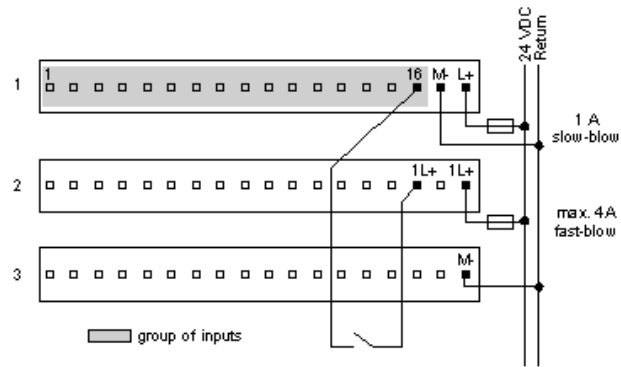 24 VDC
Return
1
1 16 M- L+
1 A
slow-blow
2
1L+ 1L+
max. 4A
fast-blow
3
M-
group of inputs